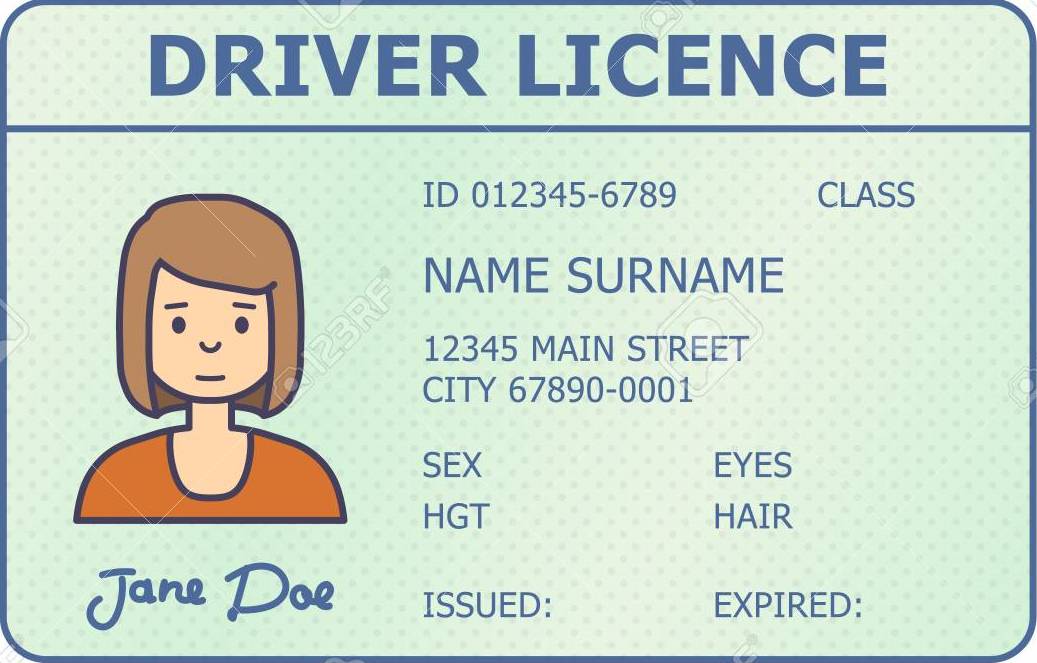 DRIVER LICENCE
ID 012345-6789 CLASS
NAME SURNAME
12345 MAIN STREET
CITY 67890-0001
SEX EYES
HGT HAIR
Jane Doe
ISSUED: EXPIRED:
123RF